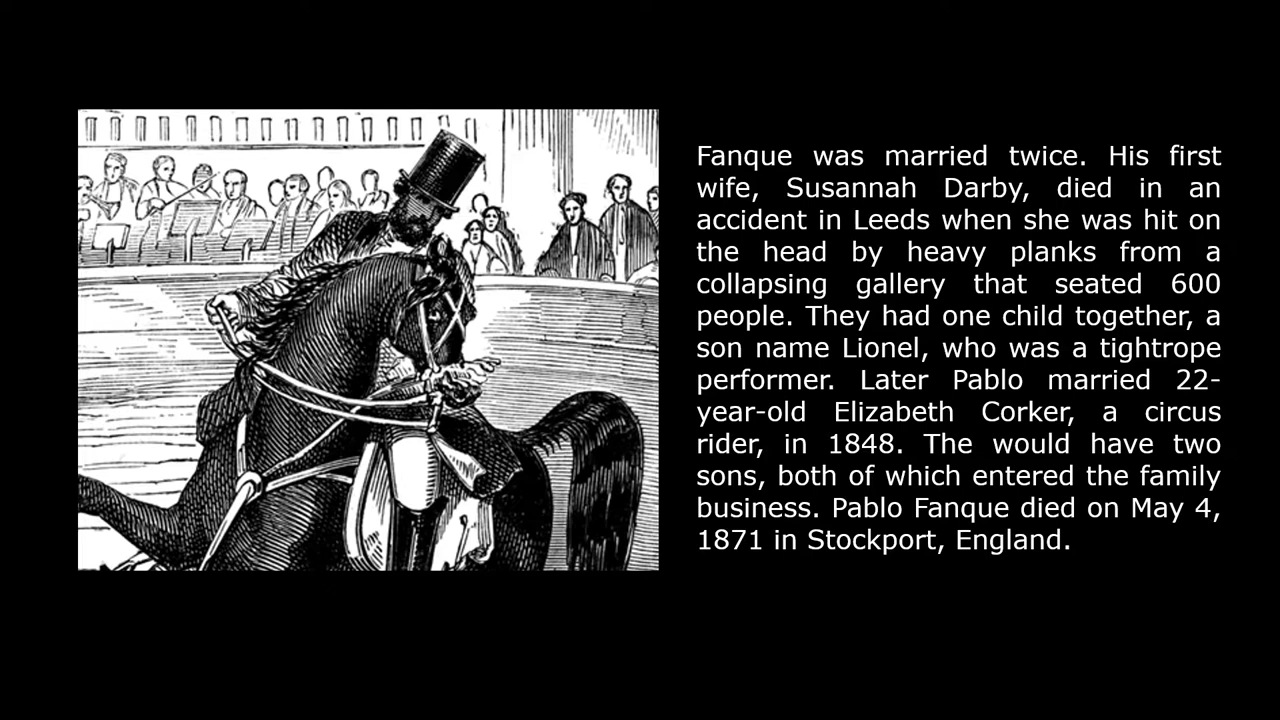 Fanque was married twice. His first
wife, Susannah Darby, died in an
accident in Leeds when she was hit on
the head by heavy planks from a
collapsing gallery that seated 600
people. They had one child together, a
son name Lionel, who was a tightrope
performer. Later Pablo married 22-
year-old Elizabeth Corker, a circus
rider, in 1848. The would have two
sons, both of which entered the family
business. Pablo Fanque died on May 4,
1871 in Stockport, England.